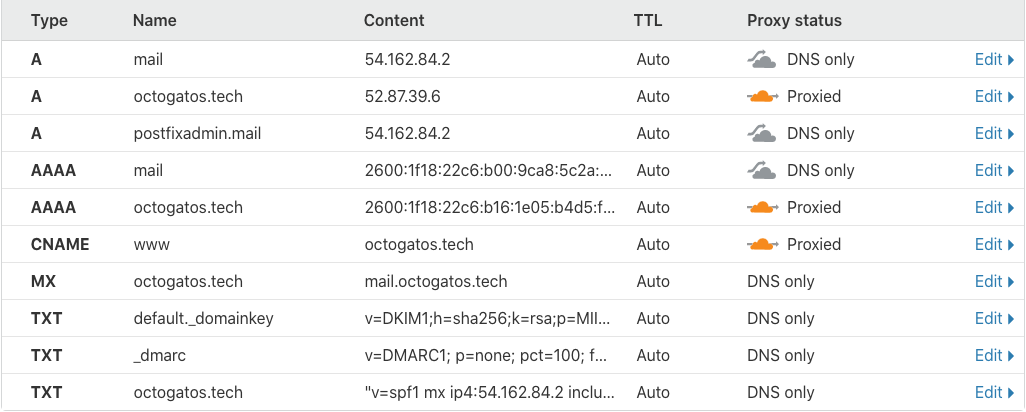 Type Name Content TTL Proxy status
A mail 54.162.84.2 Auto DNS only Edit
A octogatos.tech 52.87.39.6 Auto Proxied Edit
A postfixadmin.mail 54.162.84.2 Auto DNS only Edit
AAAA mail 2600:1f18:22c6:b00:9ca8:5c2a:... Auto DNS only Edit
AAAA octogatos.tech 2600:1f18:22c6:b16:1e05:b4d5:f... Auto Proxied Edit
CNAME www octogatos.tech Auto Proxied Edit
MX octogatos.tech mail.octogatos.tech Auto DNS only Edit
TXT default._domainkey v=DKIM1;h=sha256;k=rsa;p=MII... Auto DNS only Edit
TXT _dmarc v=DMARC1; p=none; pct=100; f... Auto DNS only Edit
TXT octogatos.tech "v=spf1 mx ip4:54.162.84.2 inclu... Auto DNS only Edit